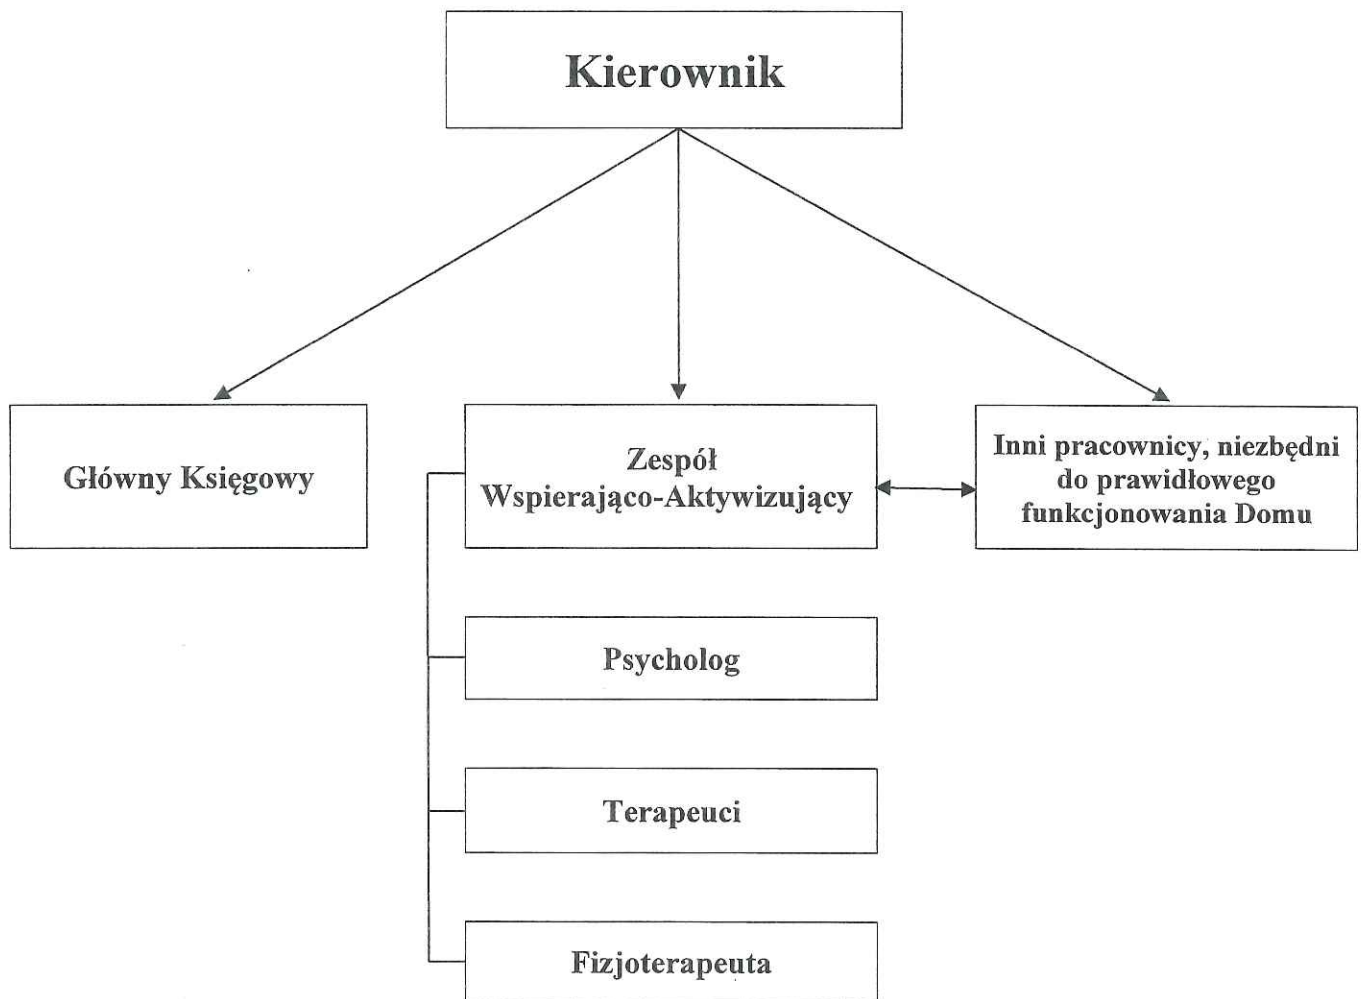 Kierownik
Główny Księgowy
Zespół
Wspierająco-Aktywizujący
Inni pracownicy, niezbędni
do prawidłowego
funkcjonowania Domu
Psycholog
Terapeuci
Fizjoterapeuta